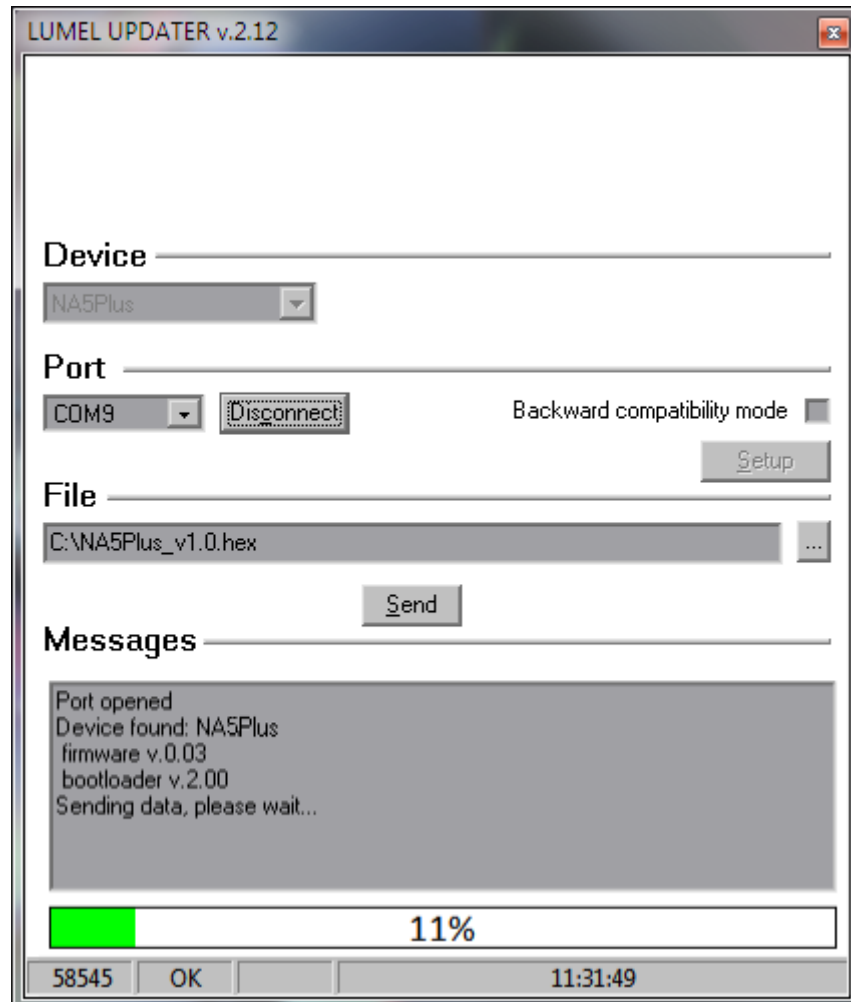 LUMEL UPDATER v.2.12
Device
NA5Plus
Port
COM9 Disconnect Backward compatibility mode
Setup
File
C:\NA5Plus_v1.0.hex ...
Send
Messages
Port opened
Device found: NA5Plus
firmware v.0.03
bootloader v.2.00
Sending data, please wait...
11%
58545 OK 11:31:49